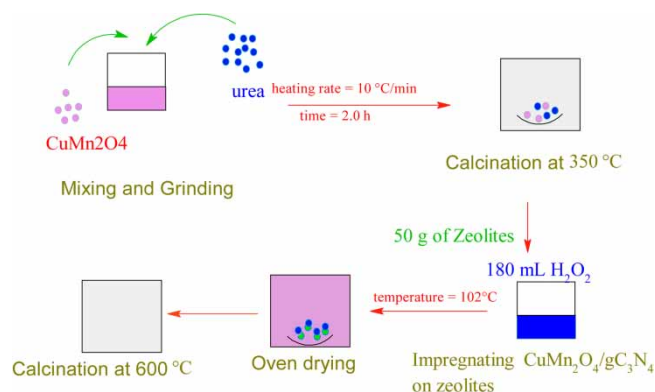 urea
heating rate = 10 °C/min
time = 2.0 h
CuMn2O4
Mixing and Grinding
Calcination at 350 °C
50 g of Zeolites
180 mL H₂O₂
temperature = 102°C
Calcination at 600 °C
Oven drying
Impregnating CuMn₂O₄/gC₃N₄
on zeolites